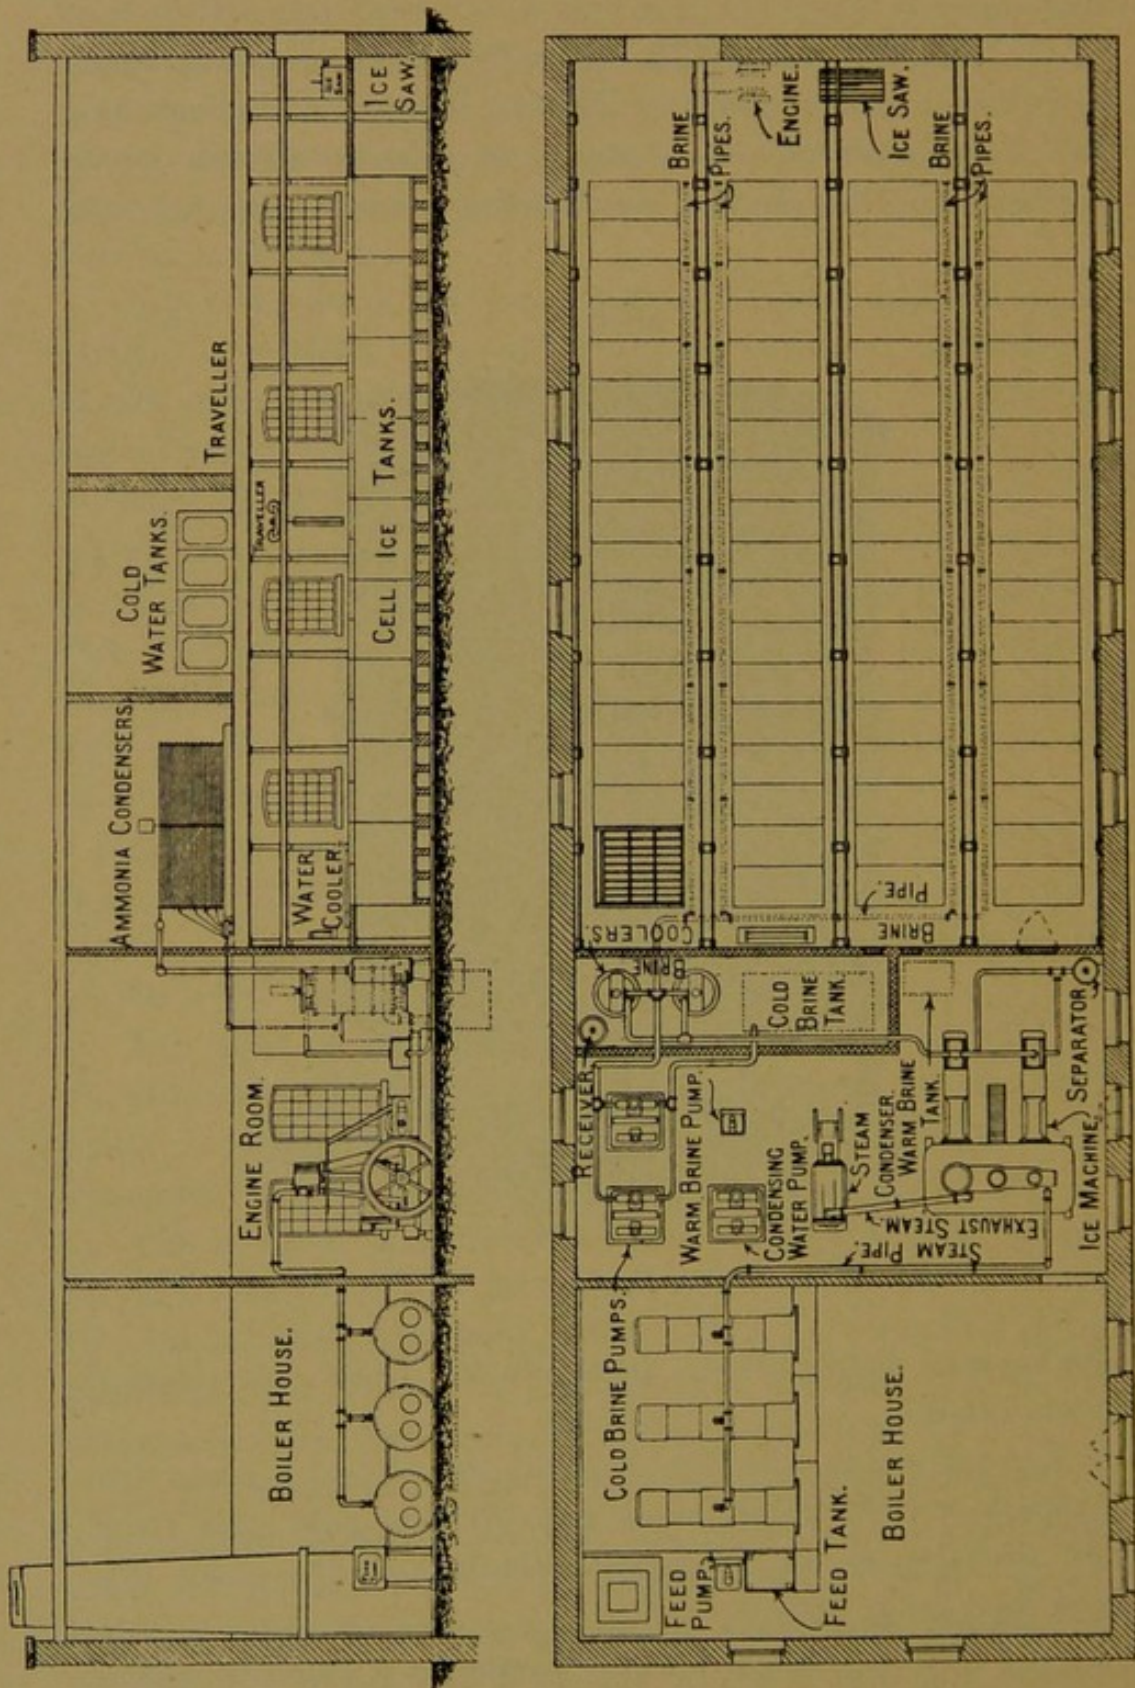 BOILER HOUSE.
ENGINE ROOM.
AMMONIA CONDENSERS
COLD
WATER TANKS.
TRAVELLER
TRAVELLER
WATER
COOLER.
CELL ICE TANKS.
ICE
SAW
ICE
SAW.
FEED
PUMP.
FEED TANK.
BOILER HOUSE.
COLD BRINE PUMPS.
RECEIVER
WARM BRINE PUMP.
CONDENSING
WATER PUMP.
STEAM
CONDENSER.
WARM BRINE
TANK.
STEAM PIPE.
EXHAUST STEAM.
ICE MACHINE
SEPARATOR
BRINE
COOLERS.
COLD
BRINE
TANK.
BRINE
PIPE.
BRINE
PIPES.
ENGINE.
ICE SAW.
BRINE
PIPES.